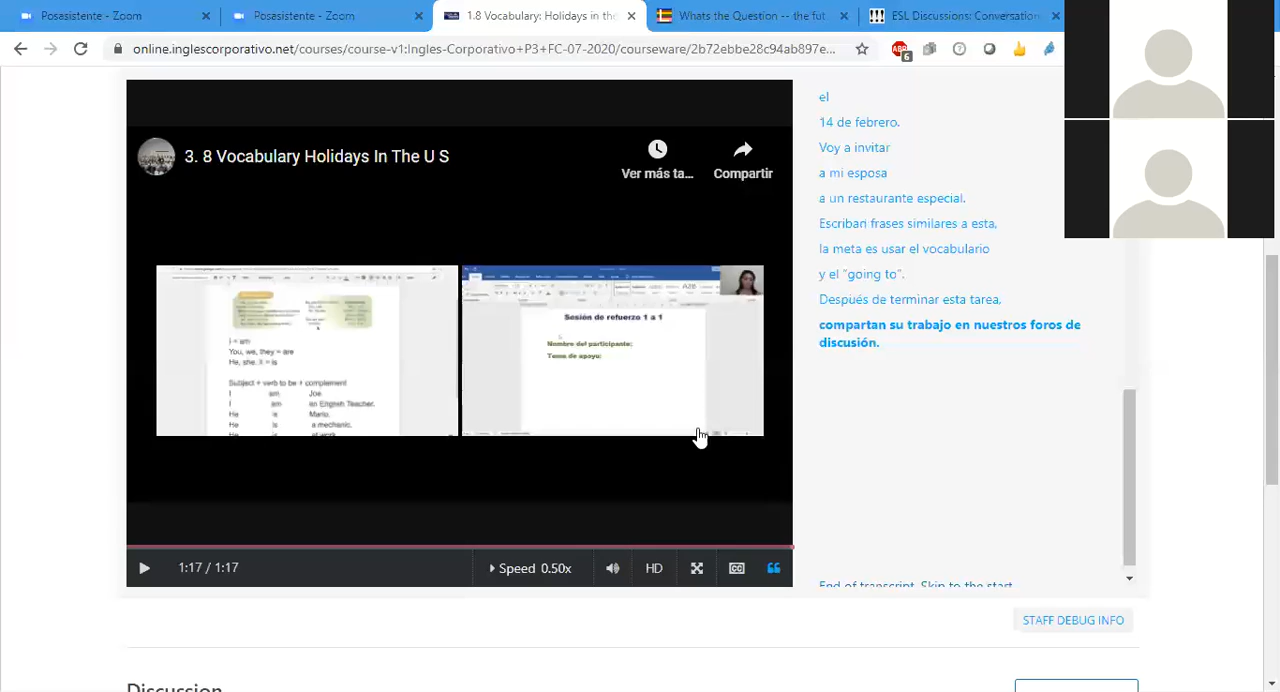 Posasistente - Zoom
Posasistente - Zoom
1.8 Vocabulary: Holidays in the
Whats the Question -- the fut
ESL Discussions: Conversation
online.inglescorporativo.net/courses/course-v1:Ingles-Corporativo+P3+FC-07-2020/courseware/2b72ebbe28c94ab897e...
ABP
6
3. 8 Vocabulary Holidays In The U S
Ver más ta...
Compartir
I = am
You, we, they = are
He, she, it = is
Subject + verb to be + complement
I am Joe.
I am an English Teacher.
He is Mario.
He is a mechanic.
He is at work.
Sesión de refuerzo 1 a 1
Nombre del participante:
Tema de apoyo:
1:17 / 1:17
Speed 0.50x
HD
CC
el
14 de febrero.
Voy a invitar
a mi esposa
a un restaurante especial.
Escriban frases similares a esta,
la meta es usar el vocabulario
y el "going to".
Después de terminar esta tarea,
compartan su trabajo en nuestros foros de
discusión.
End of transcript. Skip to the start.
STAFF DEBUG INFO
Discussion